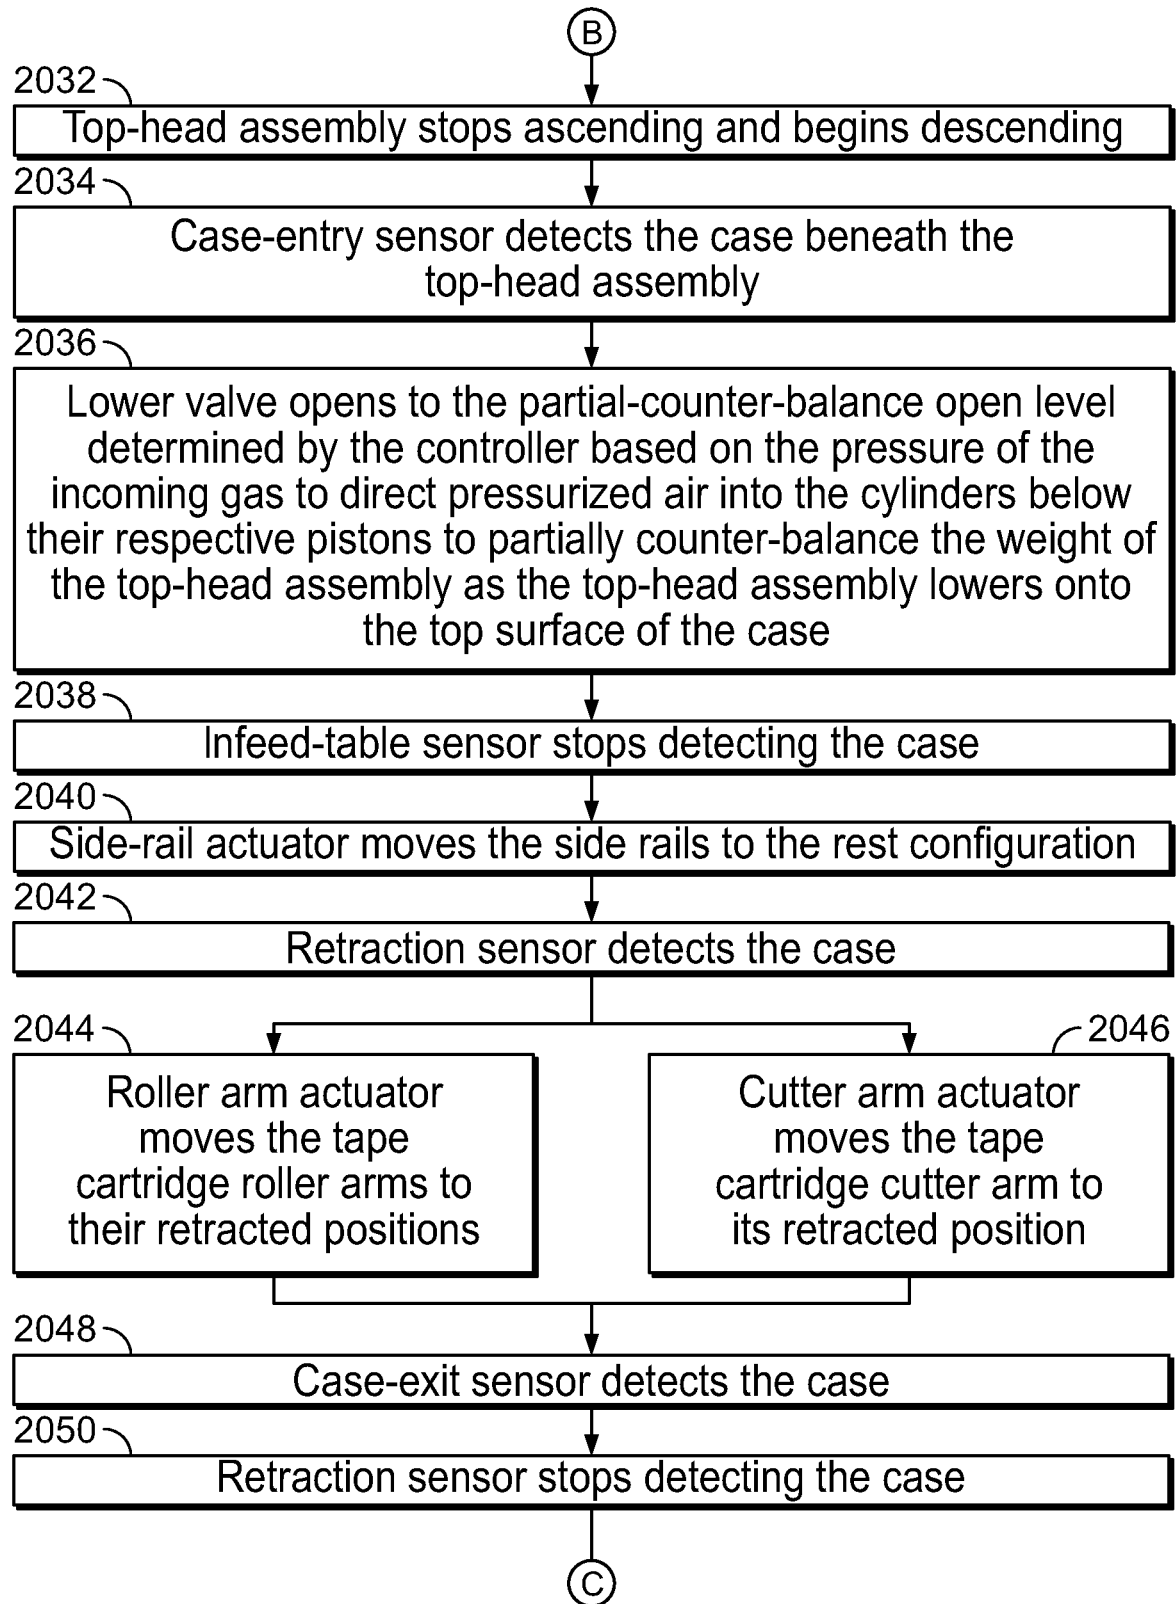 B
2032
Top-head assembly stops ascending and begins descending
2034
Case-entry sensor detects the case beneath the
top-head assembly
2036
Lower valve opens to the partial-counter-balance open level
determined by the controller based on the pressure of the
incoming gas to direct pressurized air into the cylinders below
their respective pistons to partially counter-balance the weight of
the top-head assembly as the top-head assembly lowers onto
the top surface of the case
2038
Infeed-table sensor stops detecting the case
2040
Side-rail actuator moves the side rails to the rest configuration
2042
Retraction sensor detects the case
2044
Roller arm actuator
moves the tape
cartridge roller arms to
their retracted positions
2046
Cutter arm actuator
moves the tape
cartridge cutter arm to
its retracted position
2048
Case-exit sensor detects the case
2050
Retraction sensor stops detecting the case
C